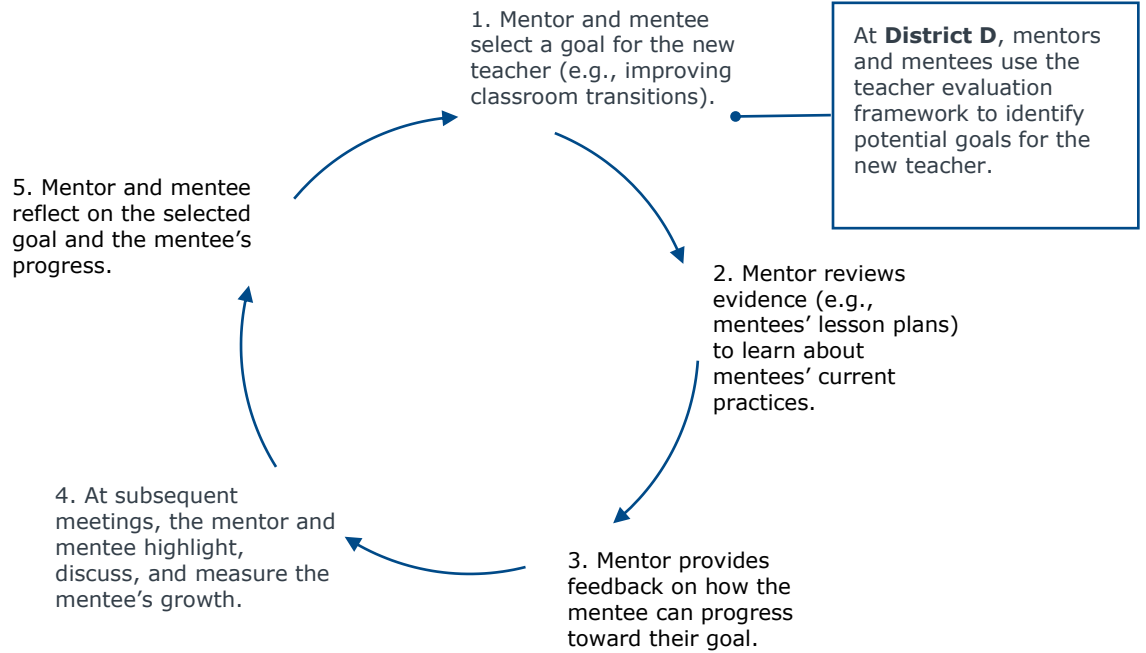 1. Mentor and mentee
select a goal for the new
teacher (e.g., improving
classroom transitions).
At District D, mentors
and mentees use the
teacher evaluation
framework to identify
potential goals for the
new teacher.
2. Mentor reviews
evidence (e.g.,
mentees’ lesson plans)
to learn about
mentees’ current
practices.
3. Mentor provides
feedback on how the
mentee can progress
toward their goal.
4. At subsequent
meetings, the mentor and
mentee highlight,
discuss, and measure the
mentee’s growth.
5. Mentor and mentee
reflect on the selected
goal and the mentee’s
progress.